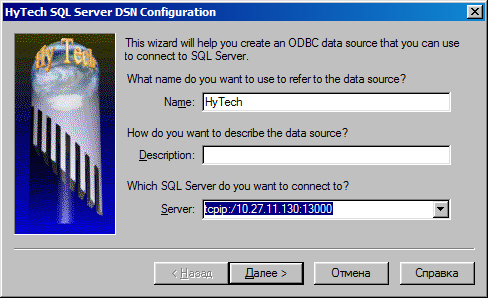 HyTech SQL Server DSN Configuration
Hy Tech
This wizard will help you create an ODBC data source that you can use
to connect to SQL Server.
What name do you want to use to refer to the data source?
Name: HyTech
How do you want to describe the data source?
Description:
Which SQL Server do you want to connect to?
Server: tcpip:/10.27.11.130:13000
< Назад Далее > Отмена Справка